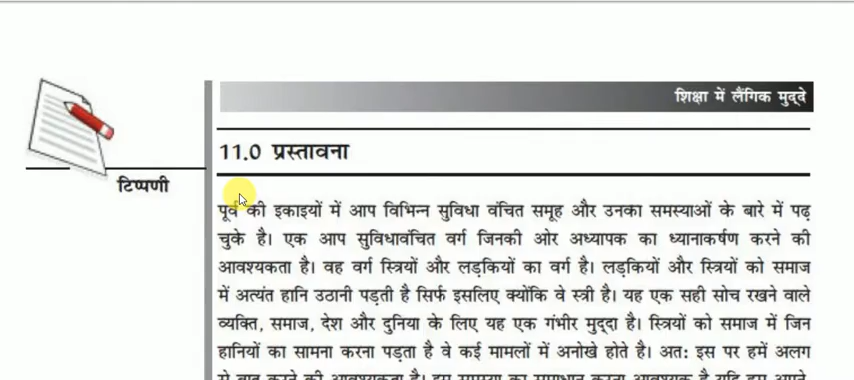 शिक्षा में लैंगिक मुद्दे
11.0 प्रस्तावना
टिप्पणी
पूर्व की इकाइयों में आप विभिन्न सुविधा वंचित समूह और उनका समस्याओं के बारे में पढ़
चुके है। एक आप सुविधावंचित वर्ग जिनकी ओर अध्यापक का ध्यानाकर्षण करने की
आवश्यकता है। वह वर्ग स्त्रियों और लड़कियों का वर्ग है। लड़कियों और स्त्रियों को समाज
में अत्यंत हानि उठानी पड़ती है सिर्फ इसलिए क्योंकि वे स्त्री है। यह एक सही सोच रखने वाले
व्यक्ति, समाज, देश और दुनिया के लिए यह एक गंभीर मुद्दा है। स्त्रियों को समाज में जिन
हानियों का सामना करना पड़ता है वे कई मामलों में अनोखे होते है। अत: इस पर हमें अलग